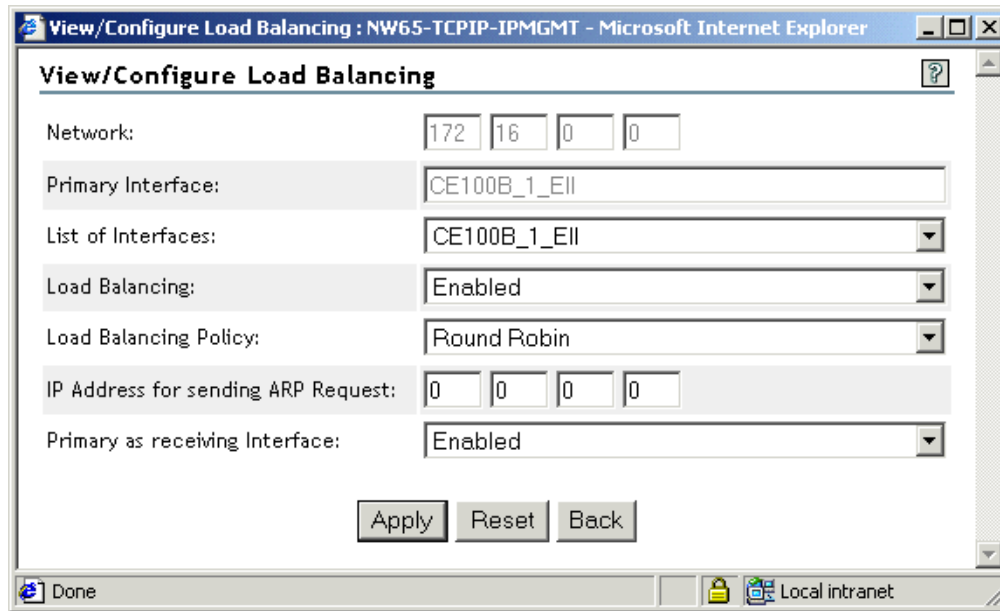 View/Configure Load Balancing : NW65-TCPIP-IPMGMT - Microsoft Internet Explorer
View/Configure Load Balancing ?
Network: 172 16 0 0
Primary Interface: CE100B_1_EII
List of Interfaces: CE100B_1_EII
Load Balancing: Enabled
Load Balancing Policy: Round Robin
IP Address for sending ARP Request: 0 0 0 0
Primary as receiving Interface: Enabled
Apply Reset Back
Done Local intranet